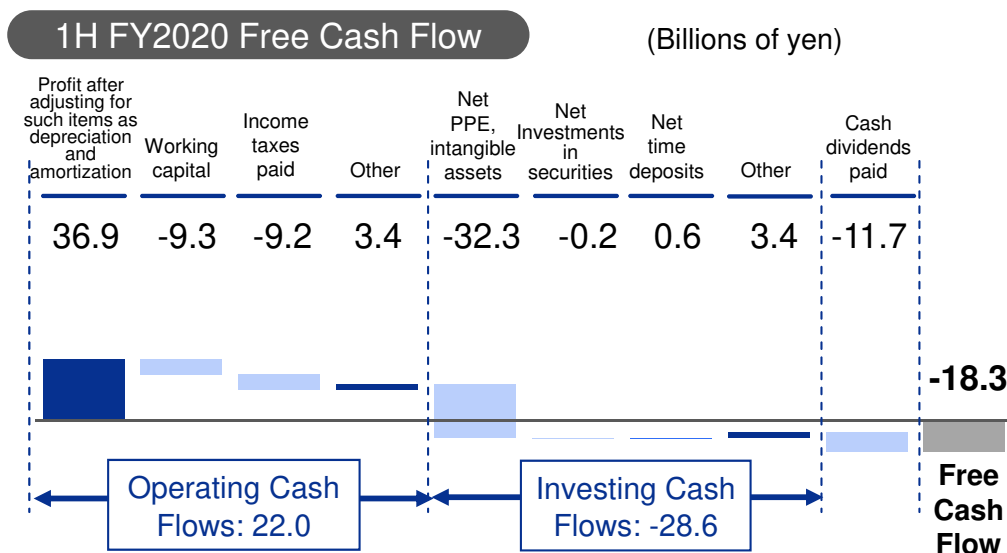 1H FY2020 Free Cash Flow
(Billions of yen)
Profit after
adjusting for
such items as
depreciation
and
amortization
Working
capital
Income
taxes
paid
Other
Net
PPE,
intangible
assets
Net
Investments
in
securities
Net
time
deposits
Other
Cash
dividends
paid
36.9 -9.3 -9.2 3.4 -32.3 -0.2 0.6 3.4 -11.7
-18.3
Operating Cash
Flows: 22.0
Investing Cash
Flows: -28.6
Free
Cash
Flow